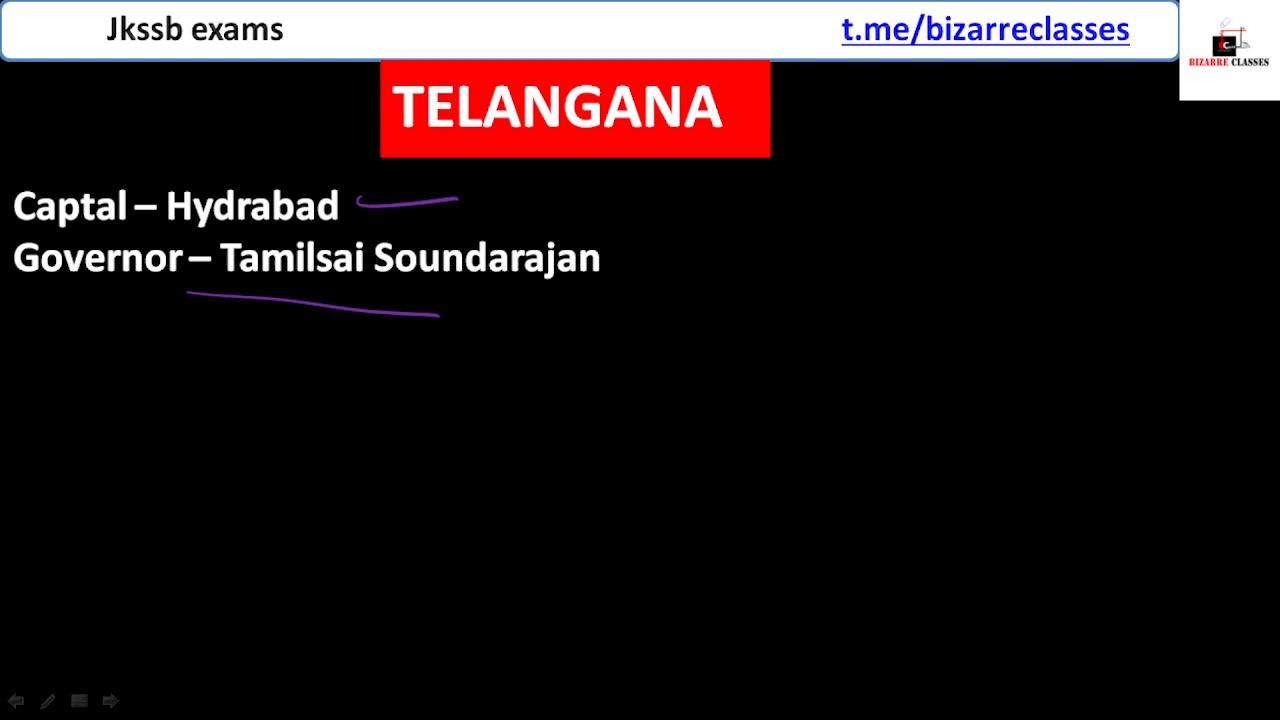 Jkssb exams
t.me/bizarreclasses
BIZARRE CLASSES
TELANGANA
Captal – Hydrabad
Governor – Tamilsai Soundarajan